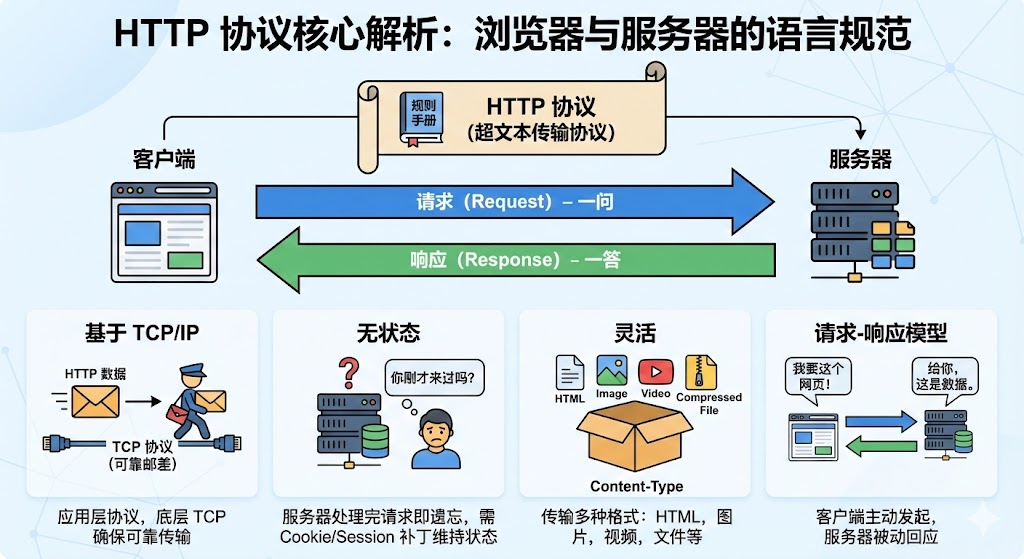 HTTP 协议核心解析：浏览器与服务器的语言规范
规则
手册
HTTP 协议
（超文本传输协议）
客户端
服务器
请求（Request）– 一问
响应（Response）– 一答
基于 TCP/IP
HTTP 数据
TCP 协议
（可靠邮差）
应用层协议，底层 TCP
确保可靠传输
无状态
?
你刚才来过吗？
服务器处理完请求即遗忘，需
Cookie/Session 补丁维持状态
灵活
HTML
Image
Video
Compressed
File
Content-Type
传输多种格式：HTML，图
片，视频，文件等
请求-响应模型
我要这个
网页！
给你，
这是数据。
客户端主动发起，
服务器被动回应